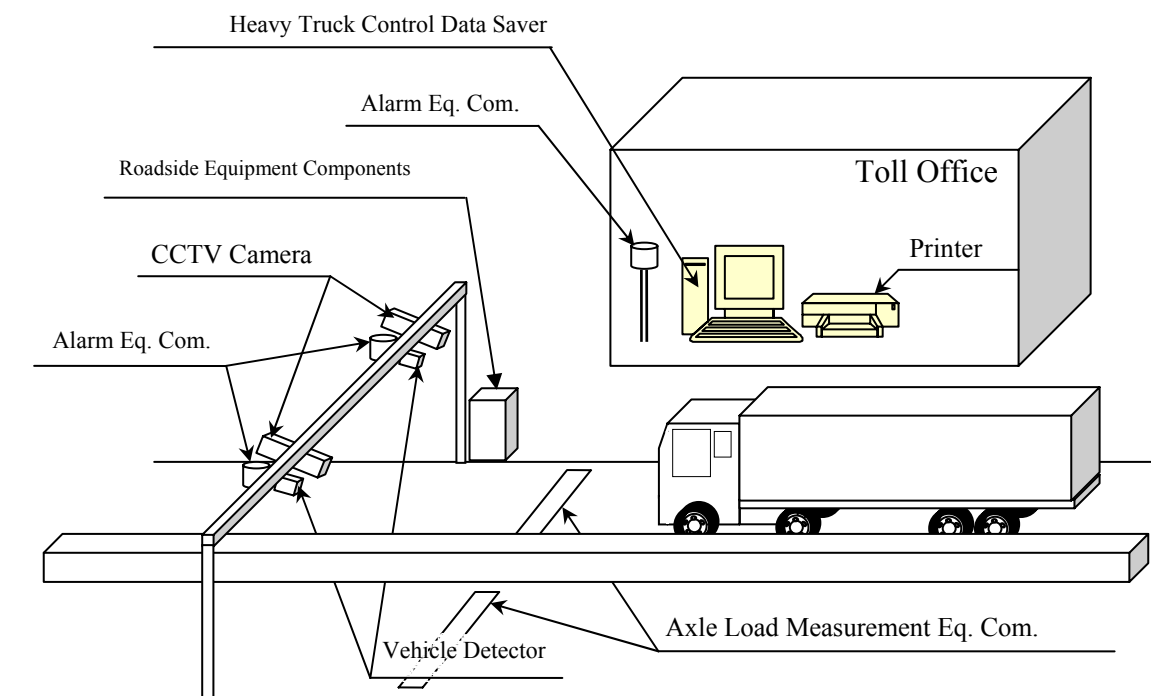 Heavy Truck Control Data Saver
Alarm Eq. Com.
Roadside Equipment Components
Toll Office
CCTV Camera
Printer
Alarm Eq. Com.
Axle Load Measurement Eq. Com.
Vehicle Detector